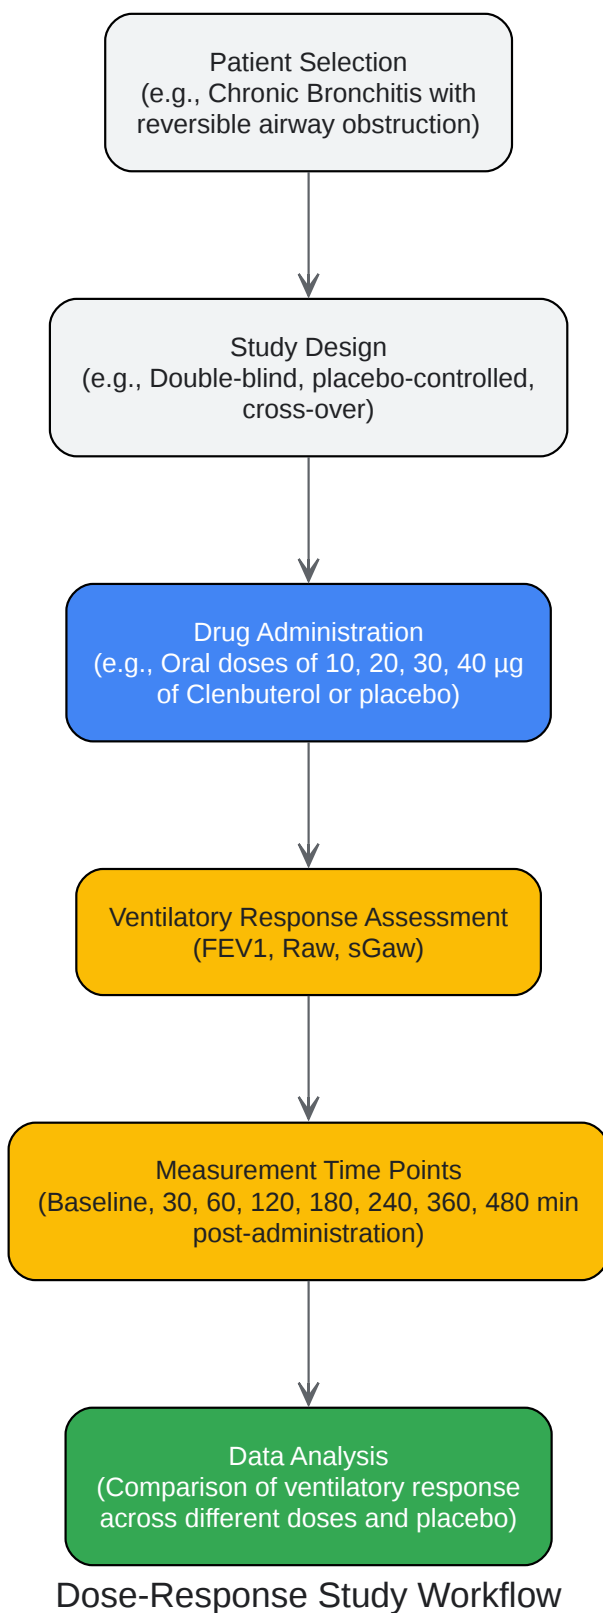 Patient Selection
(e.g., Chronic Bronchitis with
reversible airway obstruction)
Study Design
(e.g., Double-blind, placebo-controlled,
cross-over)
Drug Administration
(e.g., Oral doses of 10, 20, 30, 40 µg
of Clenbuterol or placebo)
Ventilatory Response Assessment
(FEV1, Raw, sGaw)
Measurement Time Points
(Baseline, 30, 60, 120, 180, 240, 360, 480 min
post-administration)
Data Analysis
(Comparison of ventilatory response
across different doses and placebo)
Dose-Response Study Workflow